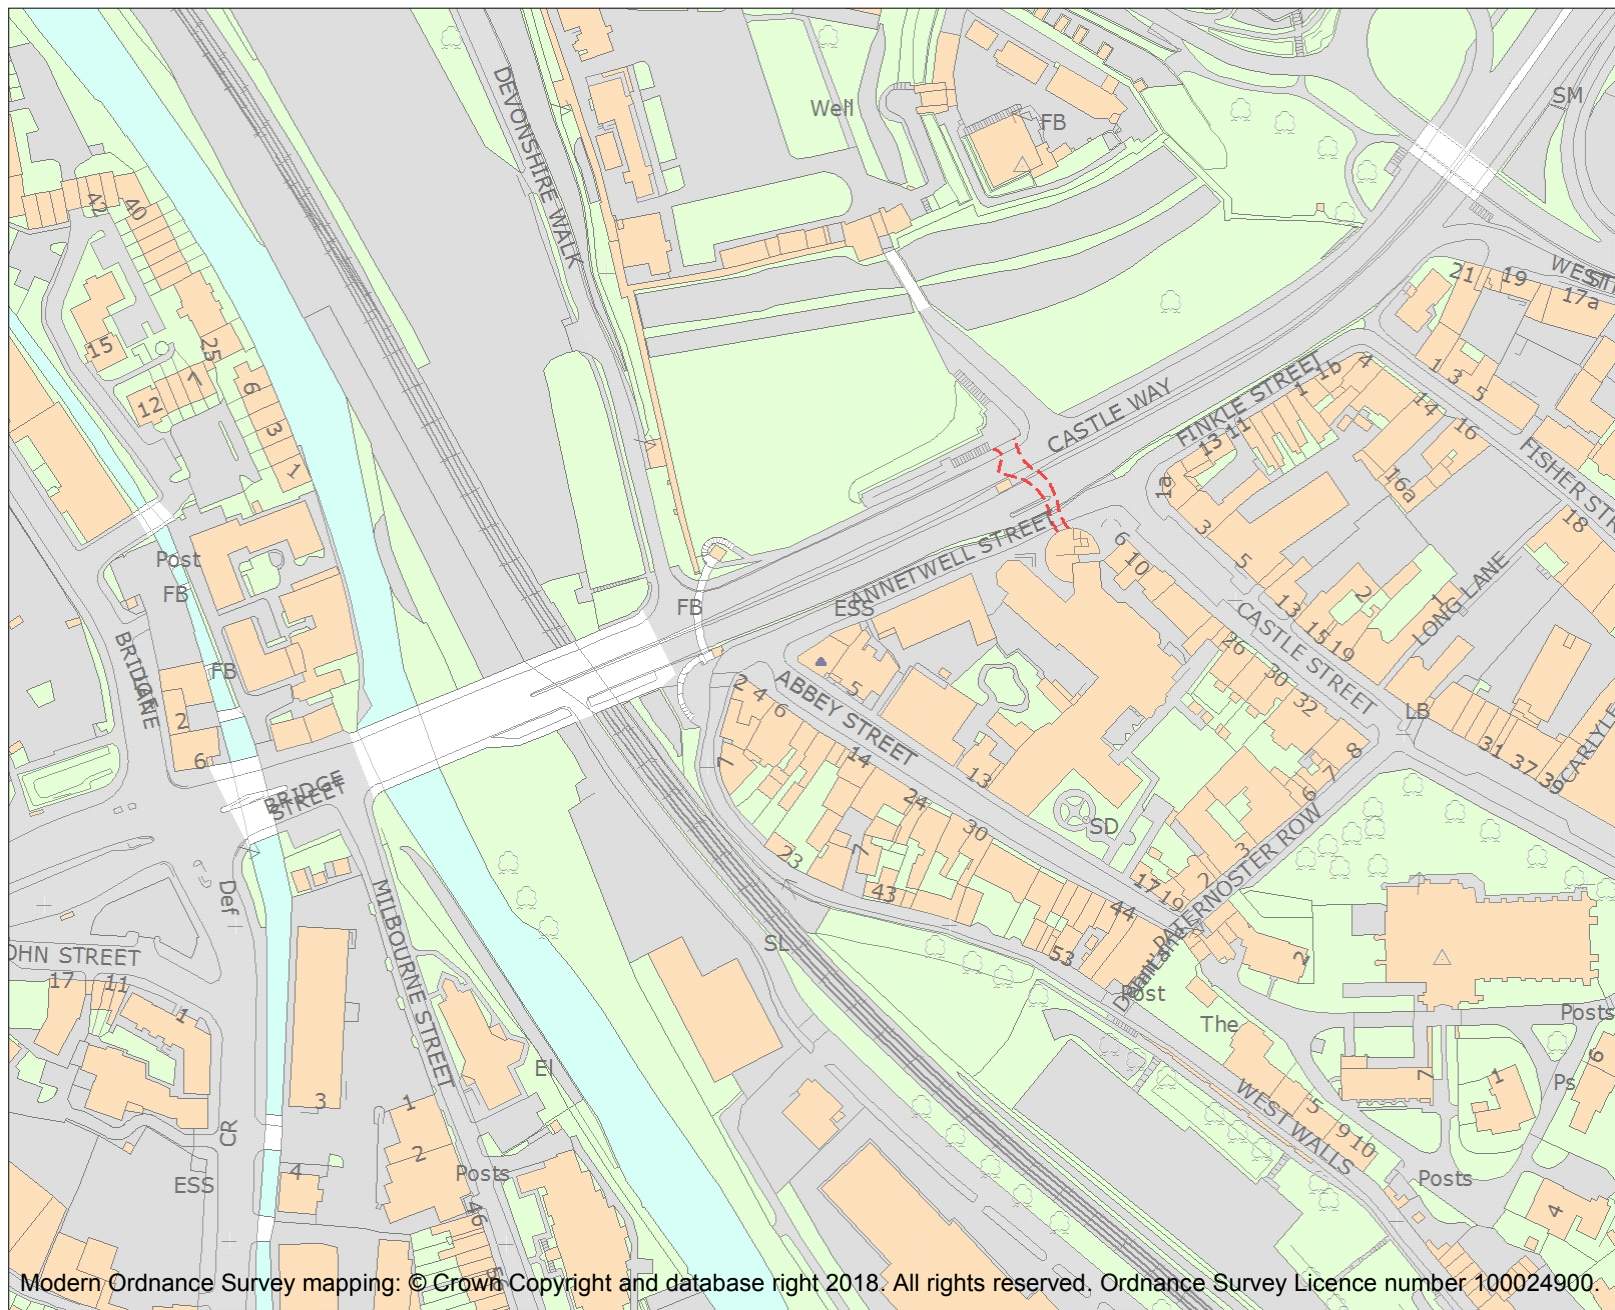 DEVONSHIRE WALK
Well
FB
SM
42
40
15
25
7
12
6
3
1
21
19
17a
1
3
5
CASTLE WAY
FINKLE STREET
1
1b
4
14
16
13
11
1a
16a
FISHER STR
18
3
5
ANNETWELL STREET
6
10
CASTLE STREET
13
15
19
2
1
LONG LANE
Post
FB
FB
BRIDGE
LANE
2
6
BRIDGE
STREET
FB
ESS
5
ABBEY STREET
2
4
6
7
14
13
24
30
23
7
43
44
53
26
30
32
LB
31
37
39
CARLYLE
8
7
6
SD
3
2
17
19
PATERNOSTER ROW
Def
MILBOURNE STREET
OHN STREET
17
11
1
3
El
1
2
SL
CR
ESS
4
Posts
46
Post
The
2
Posts
6
Ps
1
7
WEST WALLS
5
9
10
Posts
4
Modern Ordnance Survey mapping: © Crown Copyright and database right 2018. All rights reserved. Ordnance Survey Licence number 100024900.